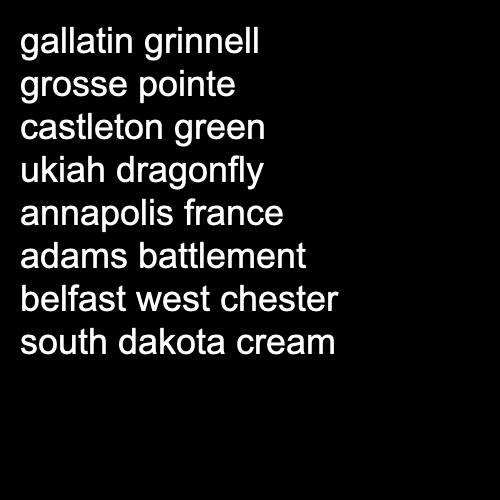 gallatin grinnell
grosse pointe
castleton green
ukiah dragonfly
annapolis france
adams battlement
belfast west chester
south dakota cream